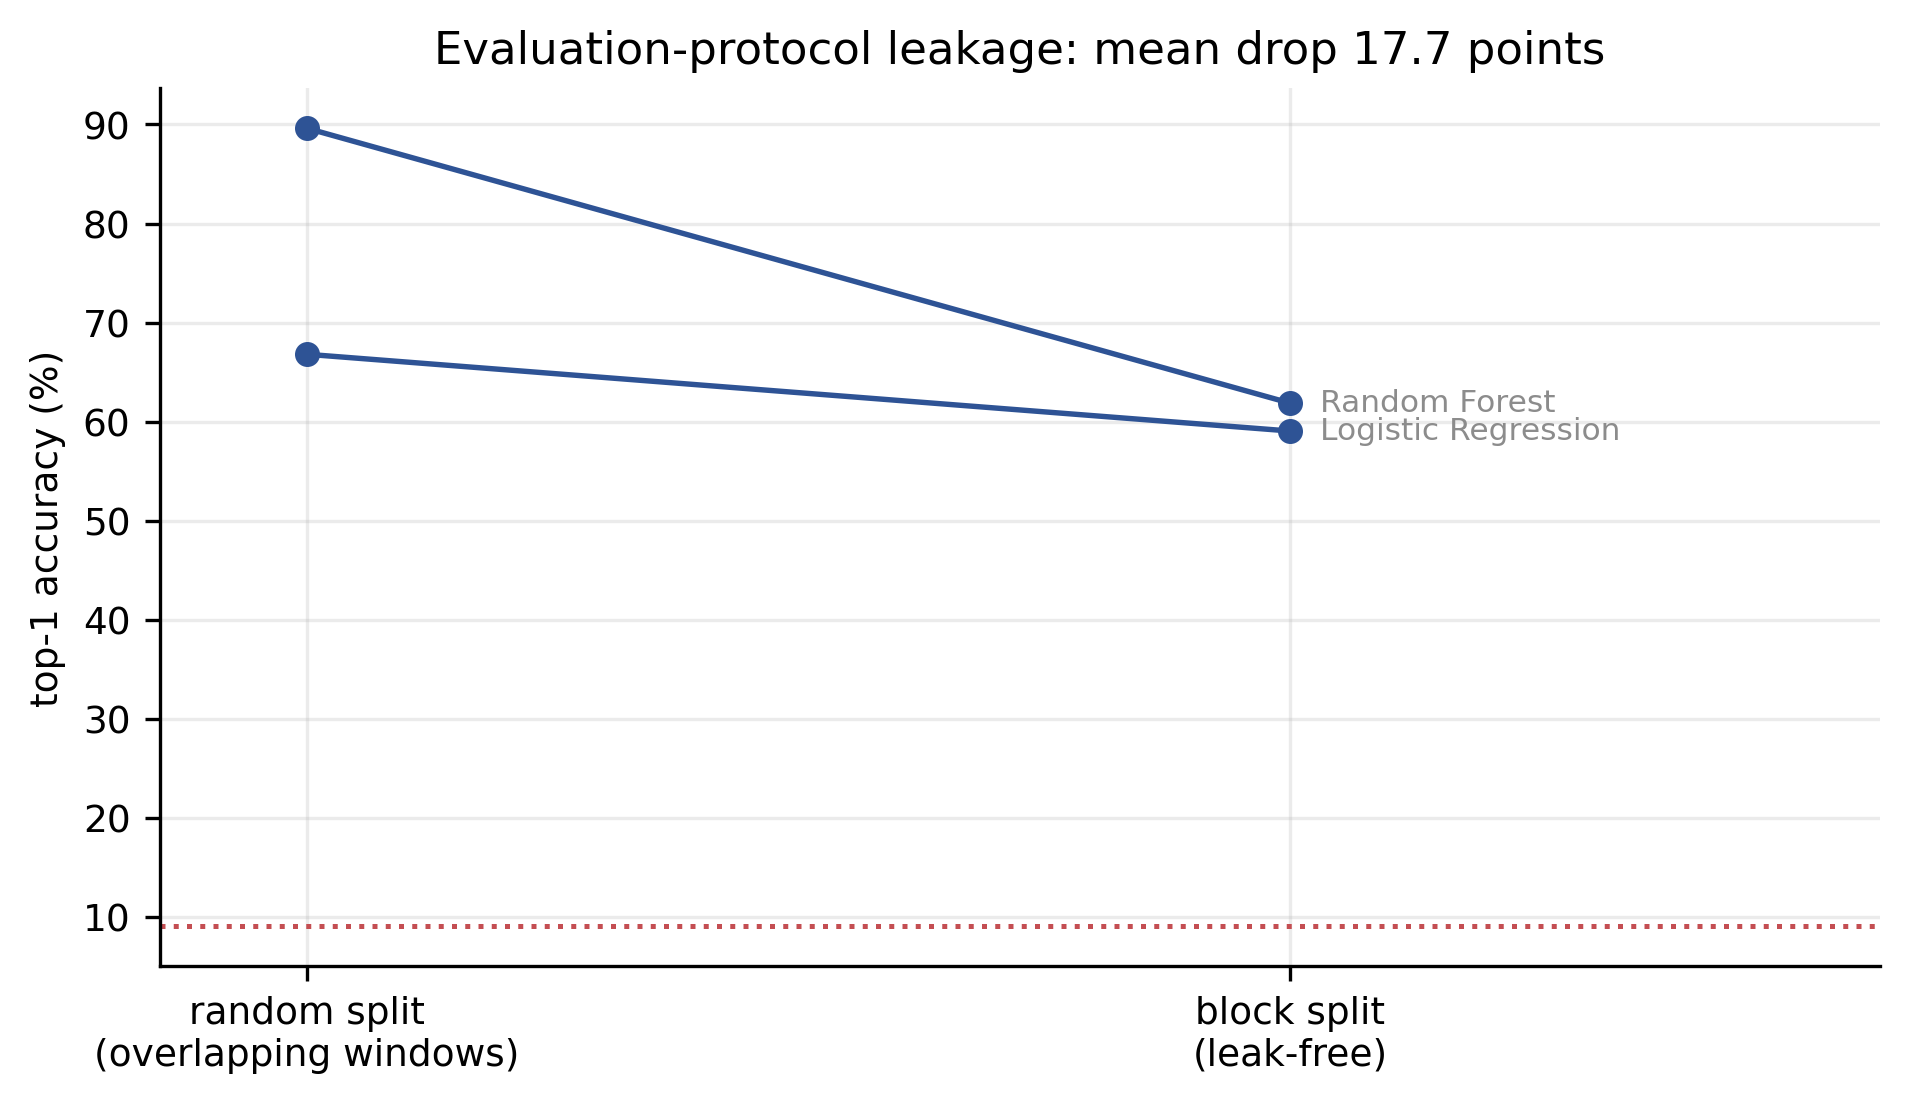 Evaluation-protocol leakage: mean drop 17.7 points
top-1 accuracy (%)
90
80
70
60
50
40
30
20
10
Random Forest
Logistic Regression
random split
(overlapping windows)
block split
(leak-free)